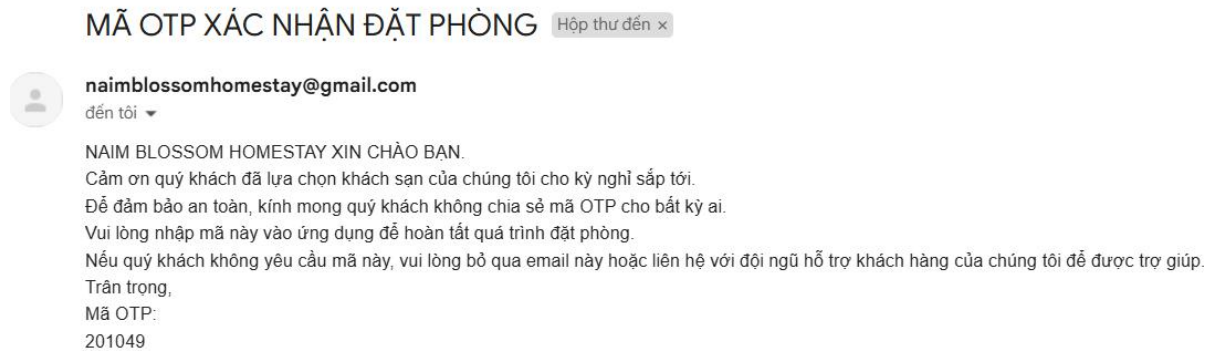 MÃ OTP XÁC NHẬN ĐẶT PHÒNG Hộp thư đến ×
naimblossomhomestay@gmail.com
đến tôi
NAIM BLOSSOM HOMESTAY XIN CHÀO BẠN.
Cảm ơn quý khách đã lựa chọn khách sạn của chúng tôi cho kỳ nghỉ sắp tới.
Để đảm bảo an toàn, kính mong quý khách không chia sẻ mã OTP cho bất kỳ ai.
Vui lòng nhập mã này vào ứng dụng để hoàn tất quá trình đặt phòng.
Nếu quý khách không yêu cầu mã này, vui lòng bỏ qua email này hoặc liên hệ với đội ngũ hỗ trợ khách hàng của chúng tôi để được trợ giúp.
Trân trọng,
Mã OTP:
201049